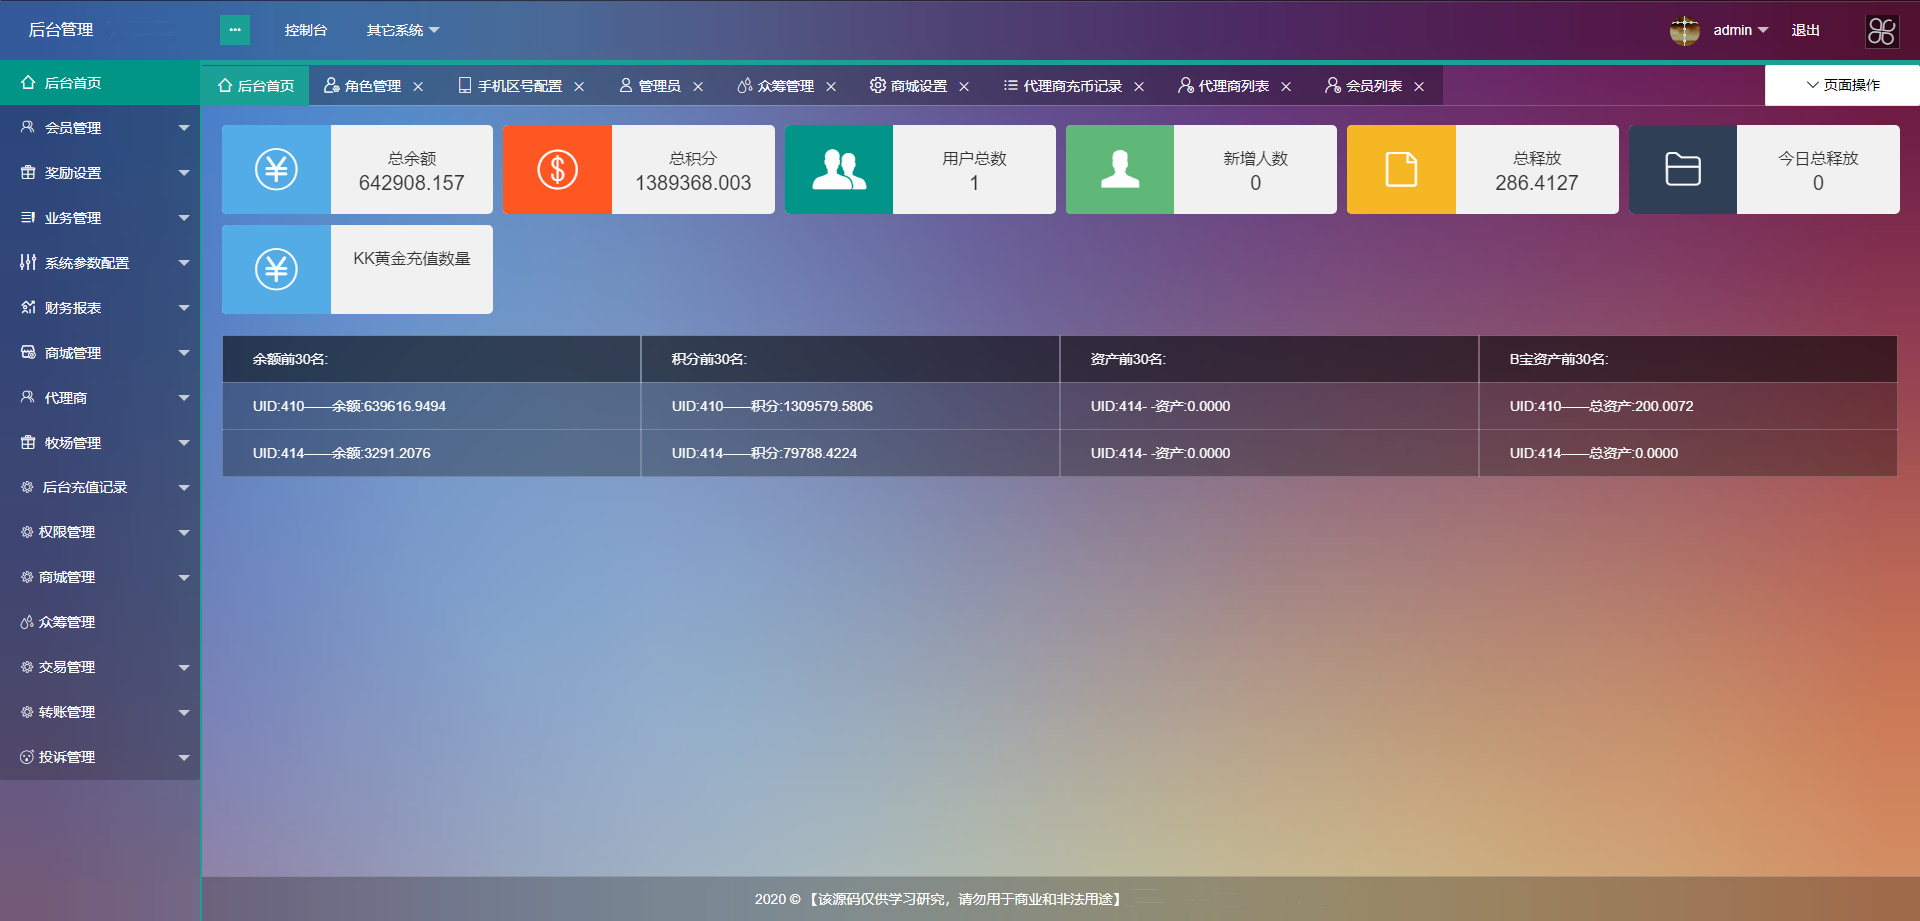 后台管理
控制台
其它系统
admin
退出
后台首页
会员管理
奖励设置
业务管理
系统参数配置
财务报表
商城管理
代理商
牧场管理
后台充值记录
权限管理
商城管理
众筹管理
交易管理
转账管理
投诉管理
后台首页
角色管理
手机区号配置
管理员
众筹管理
商城设置
代理商充币记录
代理商列表
会员列表
页面操作
总余额
642908.157
总积分
1389368.003
用户总数
1
新增人数
0
总释放
286.4127
今日总释放
0
KK黄金充值数量
余额前30名:
积分前30名:
资产前30名:
B宝资产前30名:
UID:410——余额:639616.9494
UID:410——积分:1309579.5806
UID:414- -资产:0.0000
UID:410——总资产:200.0072
UID:414——余额:3291.2076
UID:414——积分:79788.4224
UID:414- -资产:0.0000
UID:414——总资产:0.0000
2020 © 【该源码仅供学习研究，请勿用于商业和非法用途】